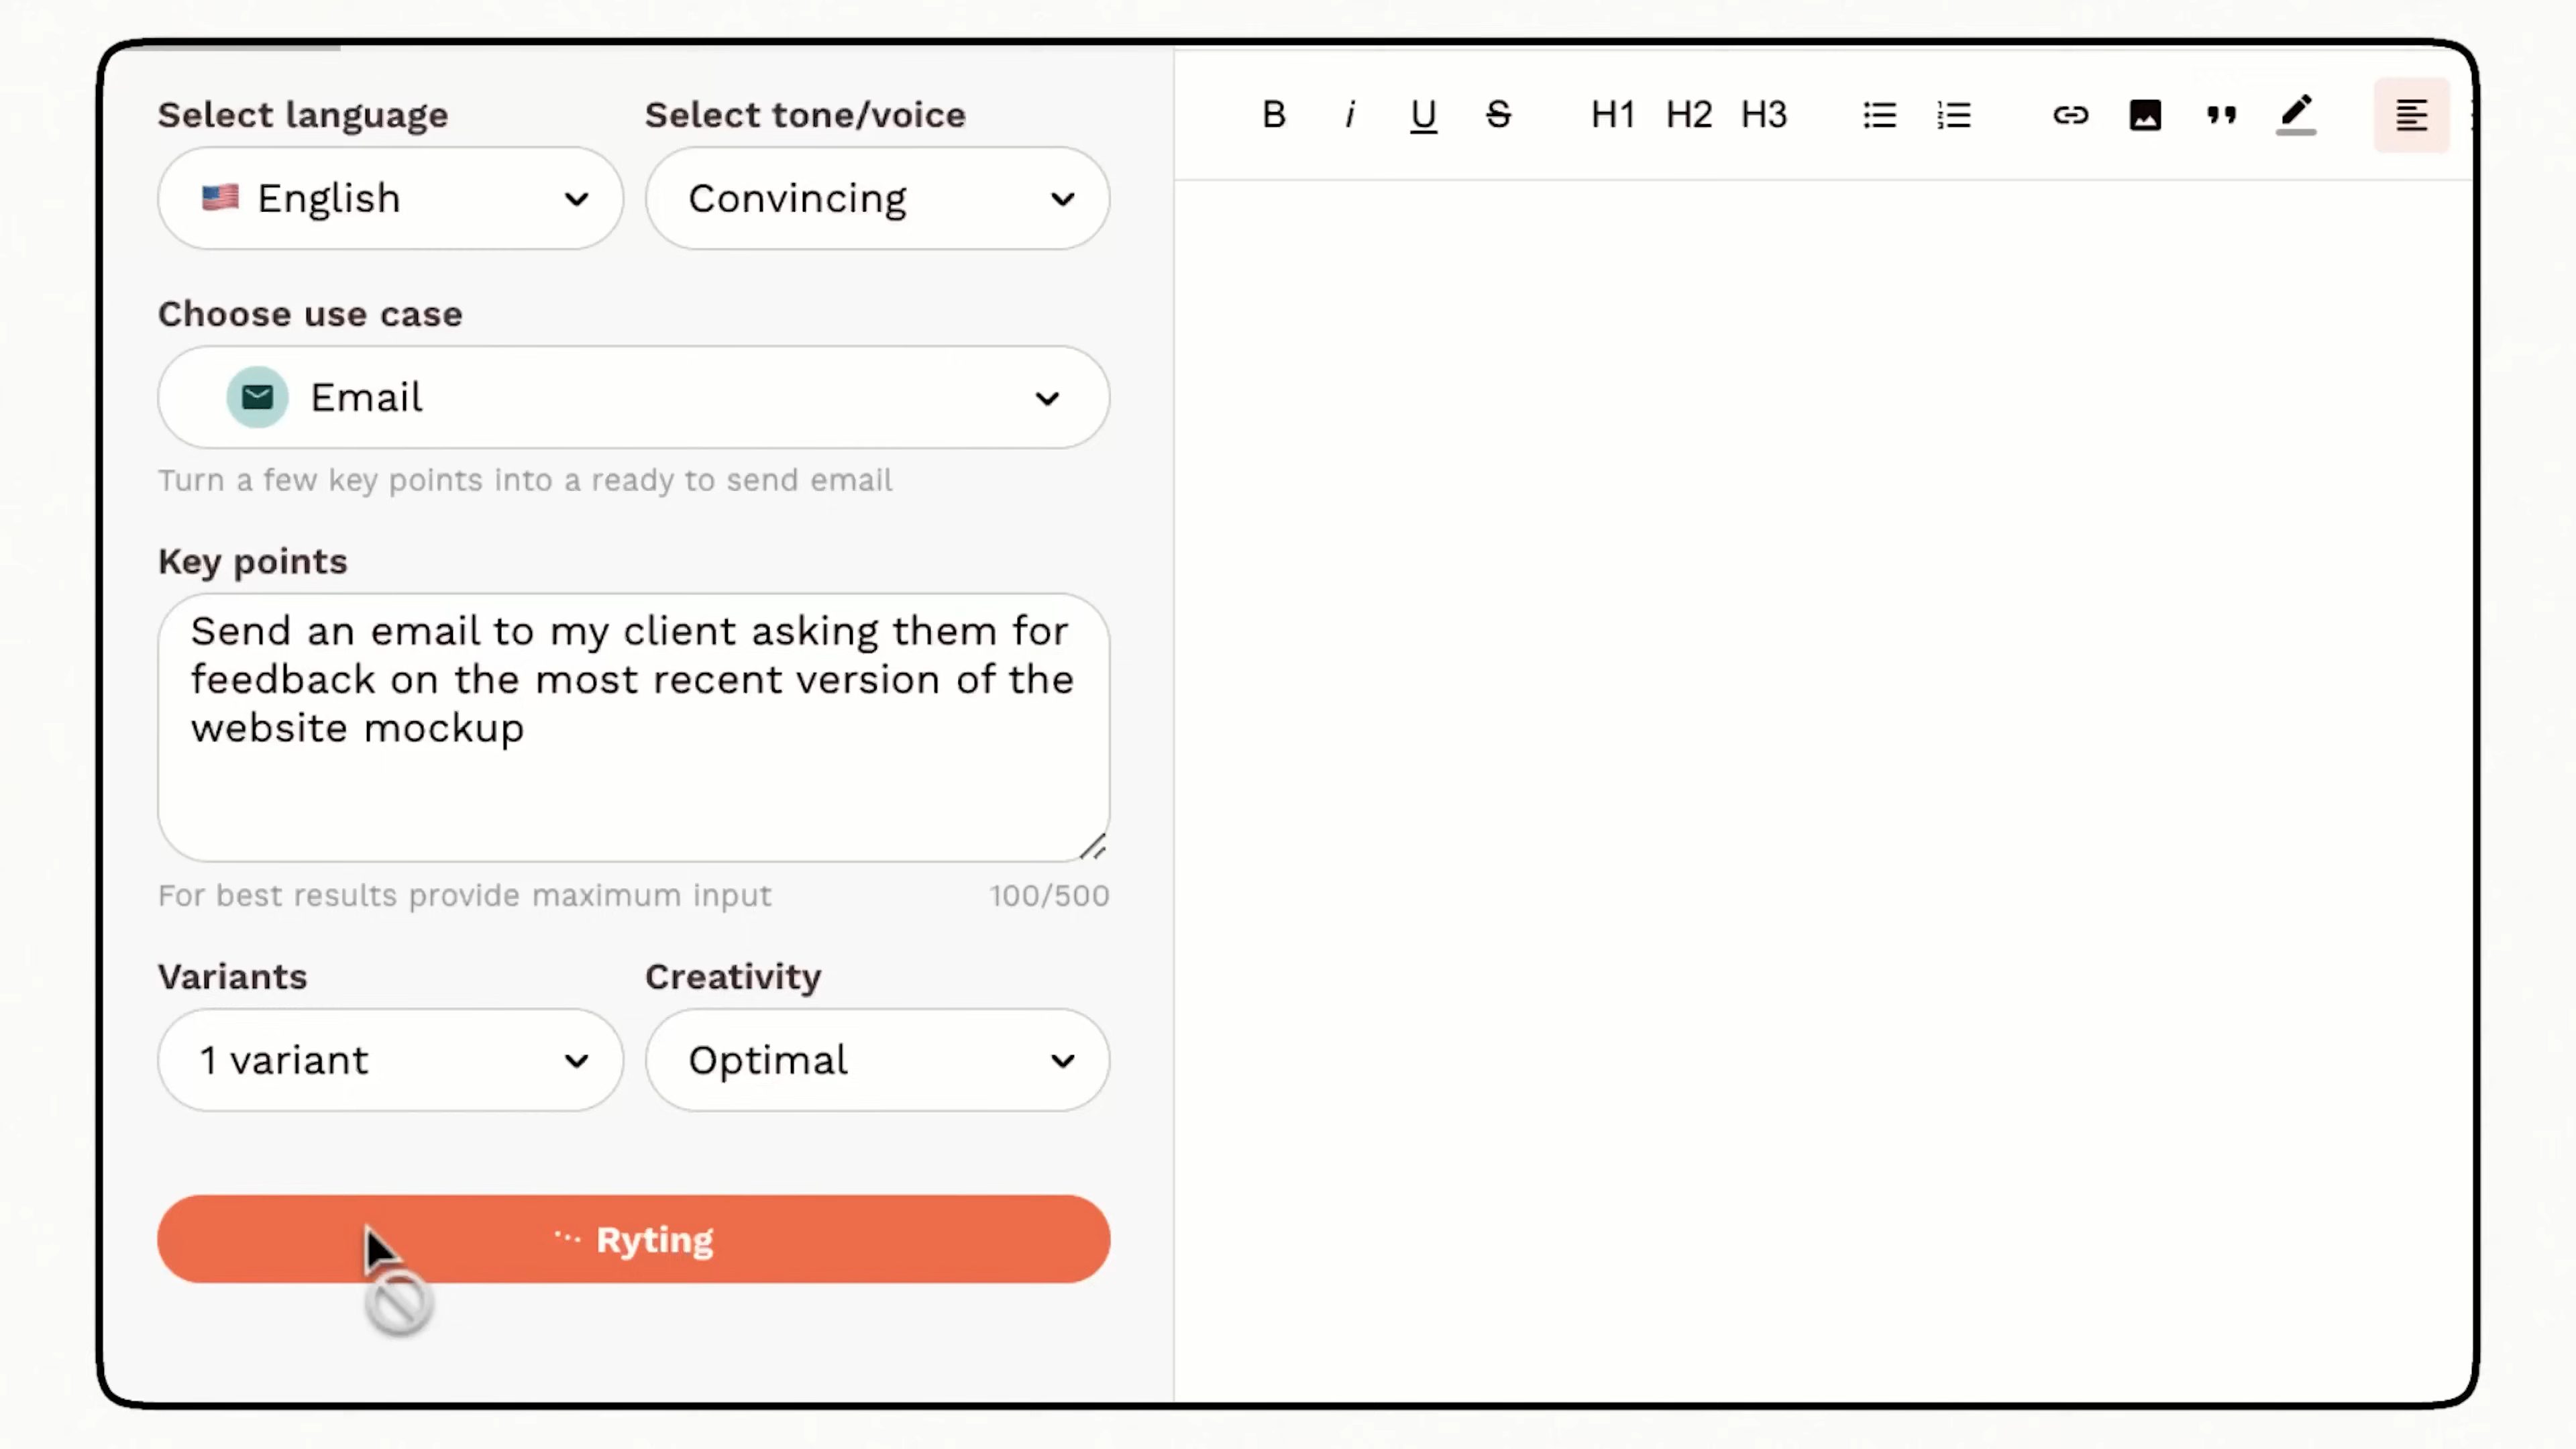 Select language
Select tone/voice
English
Convincing
Choose use case
Email
Turn a few key points into a ready to send email
Key points
Send an email to my client asking them for
feedback on the most recent version of the
website mockup
For best results provide maximum input
100/500
Variants
Creativity
1 variant
Optimal
Ryting
B i U S H1 H2 H3